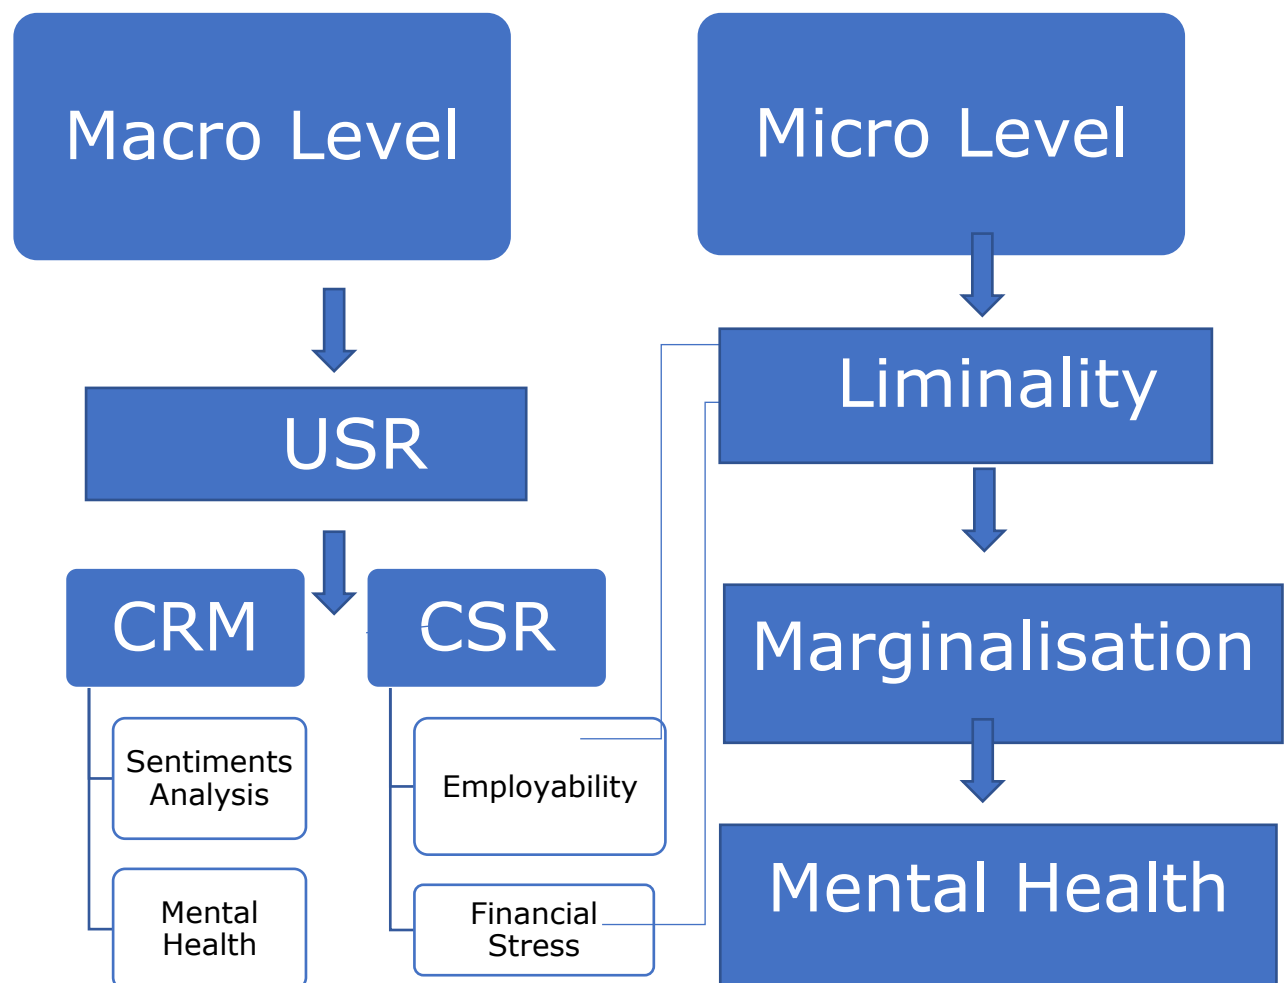 Macro Level
USR
CRM
CSR
Sentiments
Analysis
Mental
Health
Employability
Financial
Stress
Micro Level
Liminality
Marginalisation
Mental Health